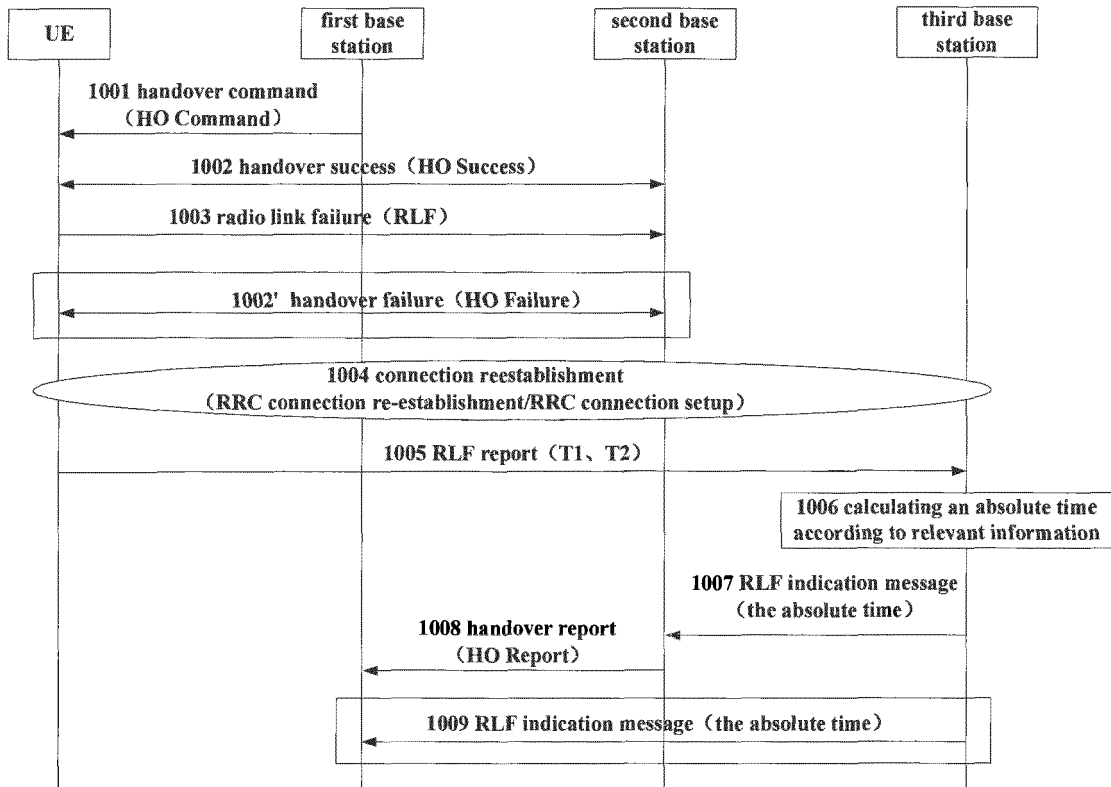 UE
first base
station
second base
station
third base
station
1001 handover command
（HO Command）
1002 handover success（HO Success）
1003 radio link failure（RLF）
1002' handover failure（HO Failure）
1004 connection reestablishment
（RRC connection re-establishment/RRC connection setup）
1005 RLF report（T1、T2）
1006 calculating an absolute time
according to relevant information
1007 RLF indication message
（the absolute time）
1008 handover report
（HO Report）
1009 RLF indication message（the absolute time）